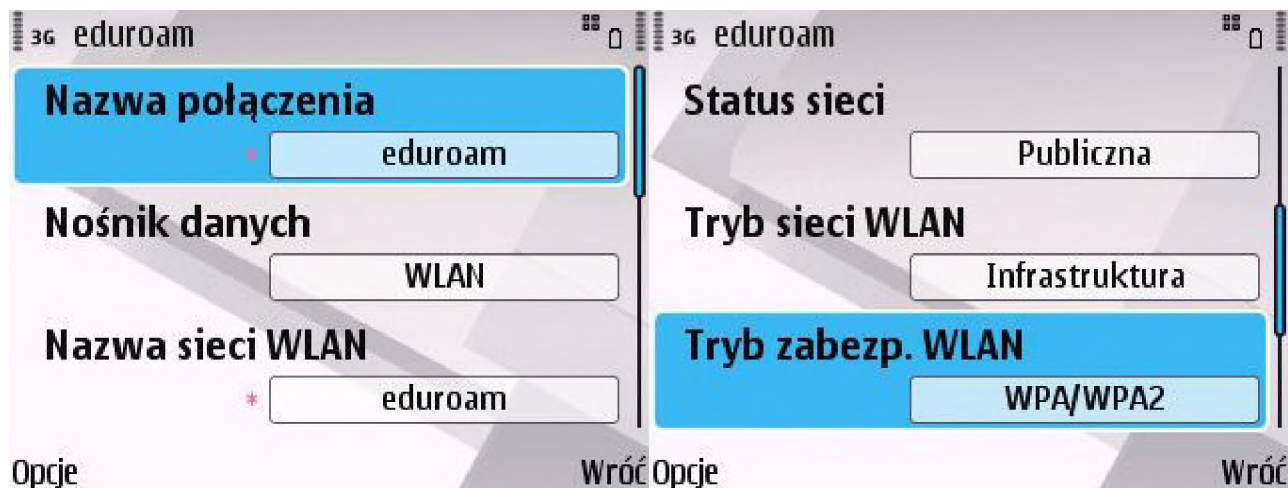 3G eduroam
Nazwa połączenia
* eduroam
Nośnik danych
WLAN
Nazwa sieci WLAN
* eduroam
Opcje Wróć
3G eduroam
Status sieci
Publiczna
Tryb sieci WLAN
Infrastruktura
Tryb zabezp. WLAN
WPA/WPA2
Opcje Wróć